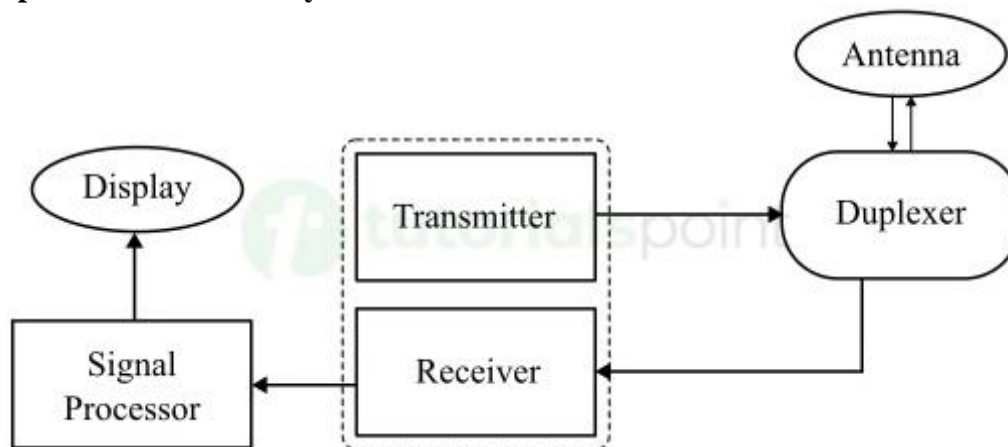 Antenna
Display
Transmitter
Duplexer
tutorialspoint
Receiver
Signal
Processor